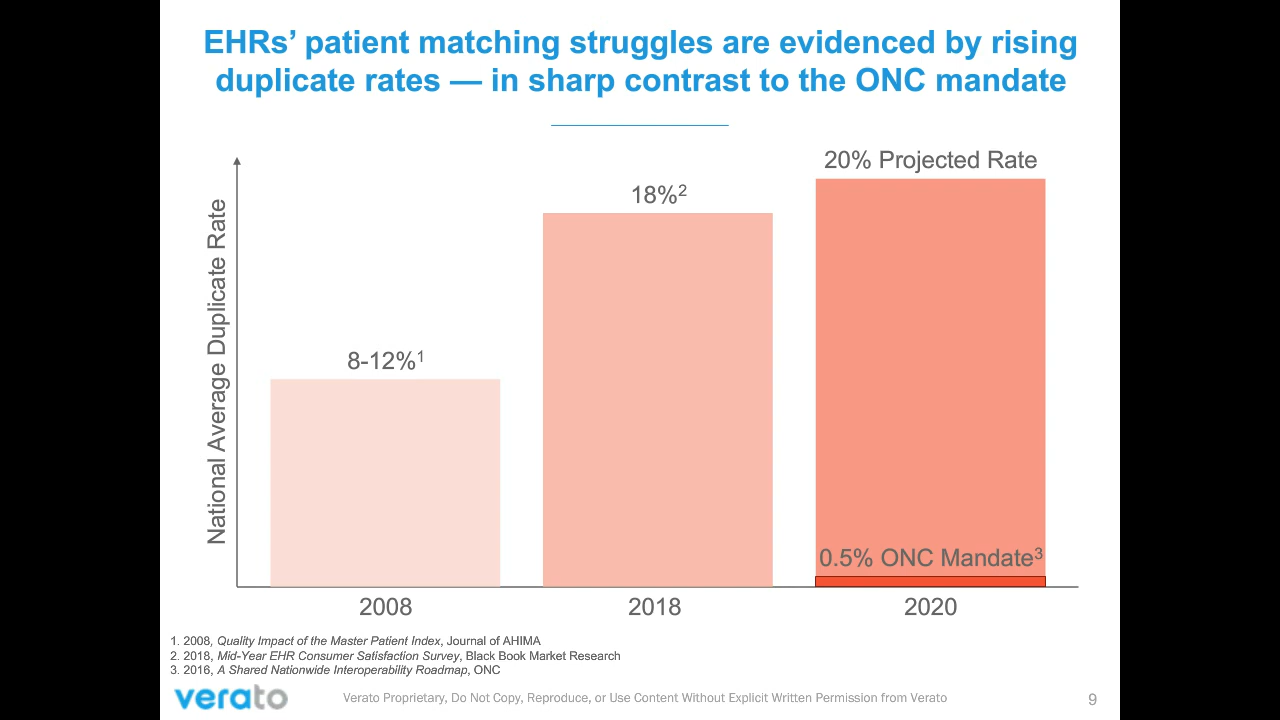 EHRs’ patient matching struggles are evidenced by rising
duplicate rates — in sharp contrast to the ONC mandate
National Average Duplicate Rate
8-12%¹
18%²
20% Projected Rate
0.5% ONC Mandate³
2008
2018
2020
1. 2008, Quality Impact of the Master Patient Index, Journal of AHIMA
2. 2018, Mid-Year EHR Consumer Satisfaction Survey, Black Book Market Research
3. 2016, A Shared Nationwide Interoperability Roadmap, ONC
verato
Verato Proprietary, Do Not Copy, Reproduce, or Use Content Without Explicit Written Permission from Verato
9